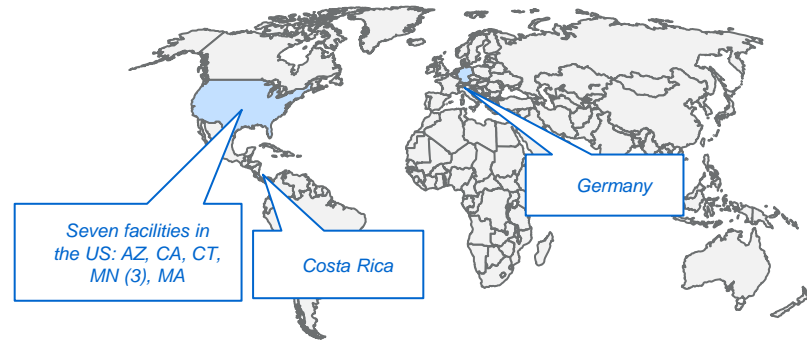 Germany
Seven facilities in
the US: AZ, CA, CT,
MN (3), MA
Costa Rica